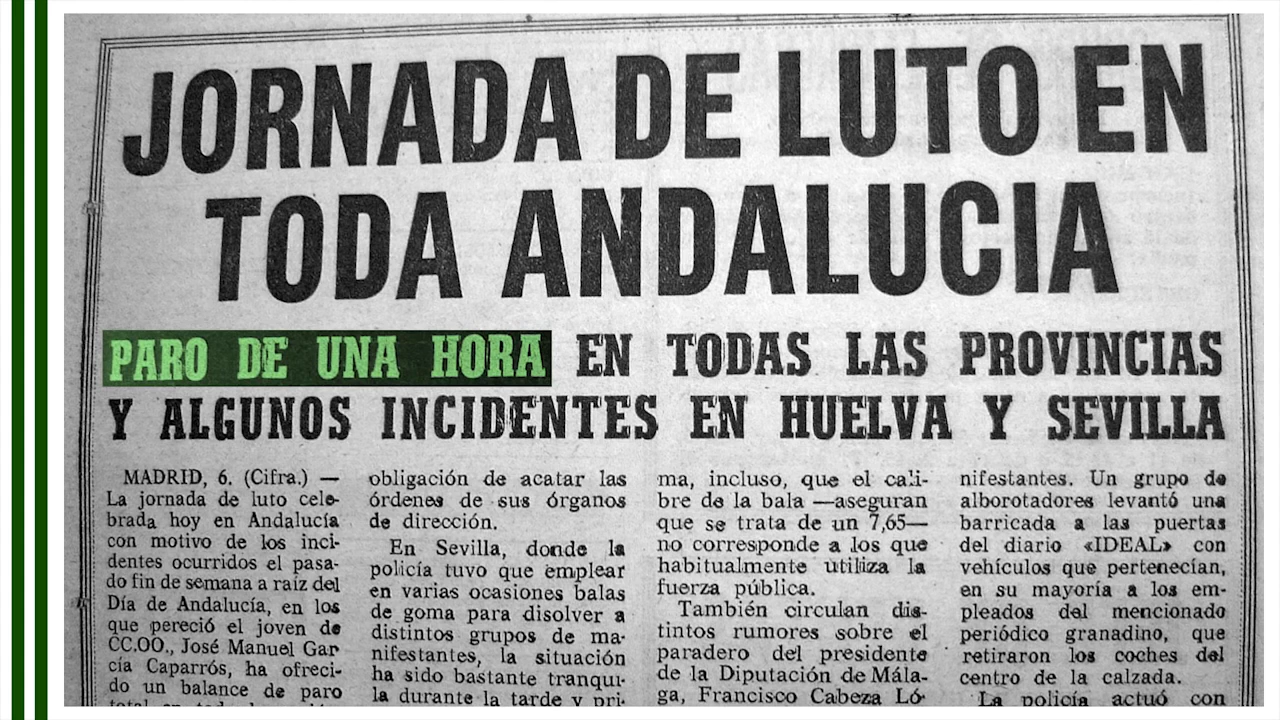 JORNADA DE LUTO EN
TODA ANDALUCIA
PARO DE UNA HORA EN TODAS LAS PROVINCIAS
Y ALGUNOS INCIDENTES EN HUELVA Y SEVILLA
MADRID, 6. (Cifra.) —
La jornada de luto cele-
brada hoy en Andalucía
con motivo de los inci-
dentes ocurridos el pasa-
do fin de semana a raíz del
Día de Andalucía, en los
que pereció el joven de
CC.OO., José Manuel Gar
cía Caparrós, ha ofreci-
do un balance de paro
total en
obligación de acatar las
órdenes de sus órganos
de dirección.
En Sevilla, donde la
policía tuvo que emplear
en varias ocasiones balas
de goma para disolver a
distintos grupos de ma-
nifestantes, la situación
ha sido bastante tranqui-
la durante la tarde y pri-
ma, incluso, que el cali-
bre de la bala —aseguran
que se trata de un 7,65—
no corresponde a los que
habitualmente utiliza la
fuerza pública.
También circulan dis-
tintos rumores sobre el
paradero del presidente
de la Diputación de Mála-
ga, Francisco Cabeza Ló-
nifestantes. Un grupo de
alborotadores levantó una
barricada a las puertas
del diario «IDEAL» con
vehículos que pertenecían,
en su mayoría a los em-
pleados del mencionado
periódico granadino, que
retiraron los coches del
centro de la calzada.
La policía actuó con